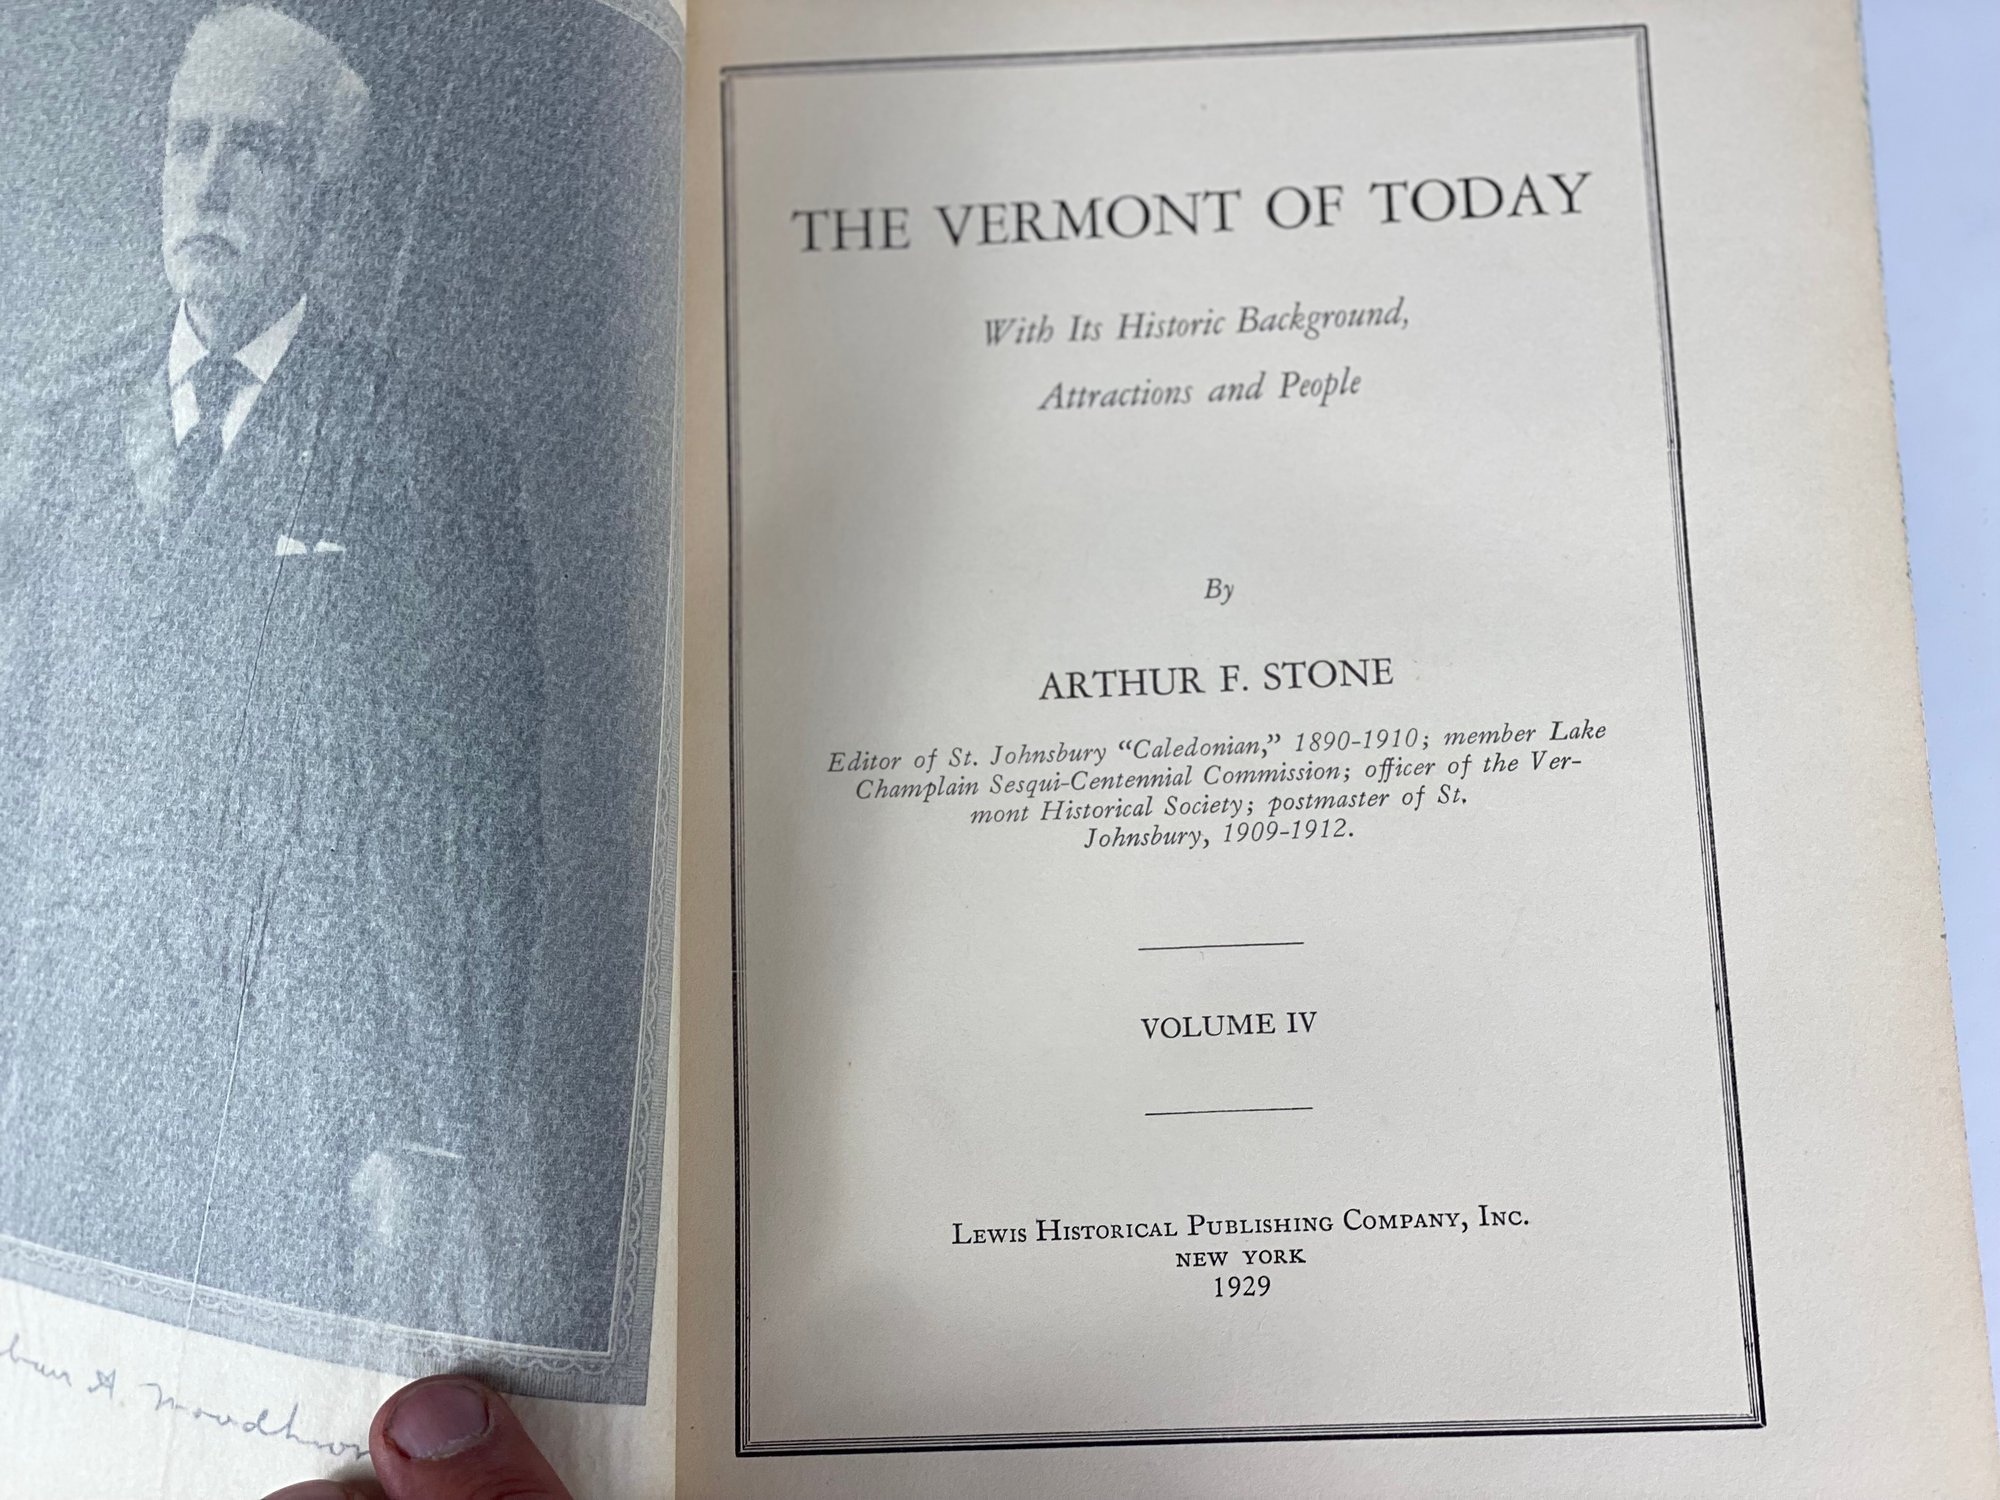 THE VERMONT OF TODAY
With Its Historic Background,
Attractions and People
By
ARTHUR F. STONE
Editor of St. Johnsbury “Caledonian,” 1890-1910; member Lake
Champlain Sesqui-Centennial Commission; officer of the Ver-
mont Historical Society; postmaster of St.
Johnsbury, 1909-1912.
VOLUME IV
LEWIS HISTORICAL PUBLISHING COMPANY, INC.
NEW YORK
1929
A.